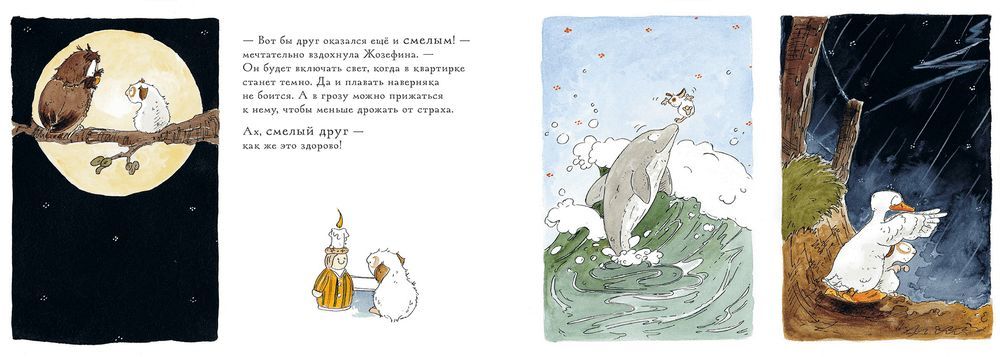 — Вот бы друг оказался ещё и смелым! —
мечтательно вздохнула Жозефина. —
Он будет включать свет, когда в квартирке
станет темно. Да и плавать наверняка
не боится. А в грозу можно прижаться
к нему, чтобы меньше дрожать от страха.
Ах, смелый друг —
как же это здорово!